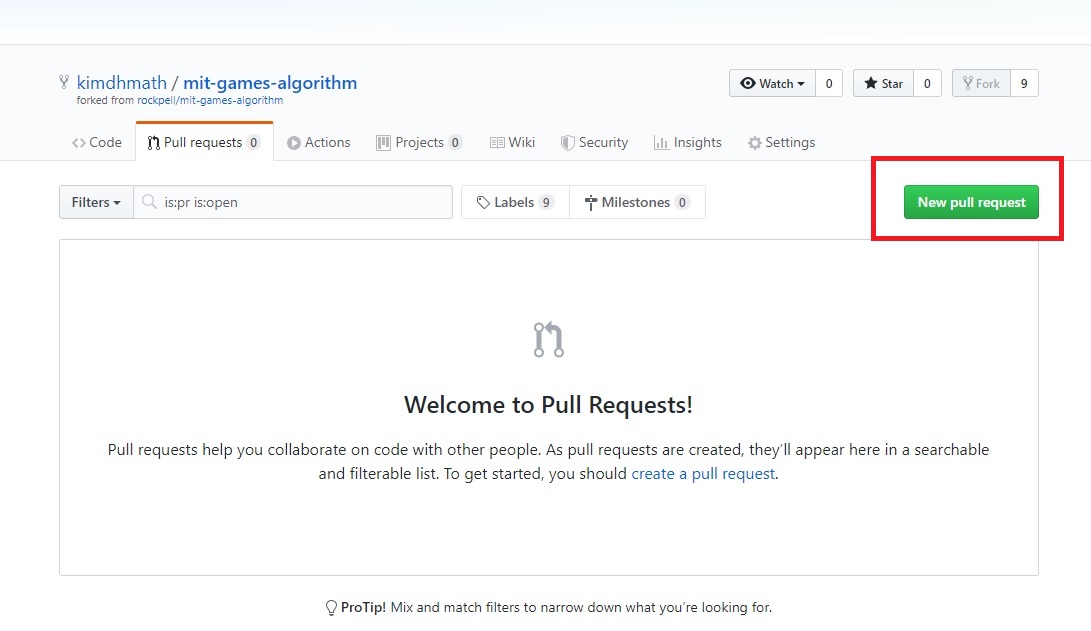 kimdhmath / mit-games-algorithm
forked from rockpell/mit-games-algorithm
Watch 0 Star 0 Fork 9
Code Pull requests 0 Actions Projects 0 Wiki Security Insights Settings
Filters is:pr is:open Labels 9 Milestones 0 New pull request
Welcome to Pull Requests!
Pull requests help you collaborate on code with other people. As pull requests are created, they’ll appear here in a searchable
and filterable list. To get started, you should create a pull request.
ProTip! Mix and match filters to narrow down what you’re looking for.